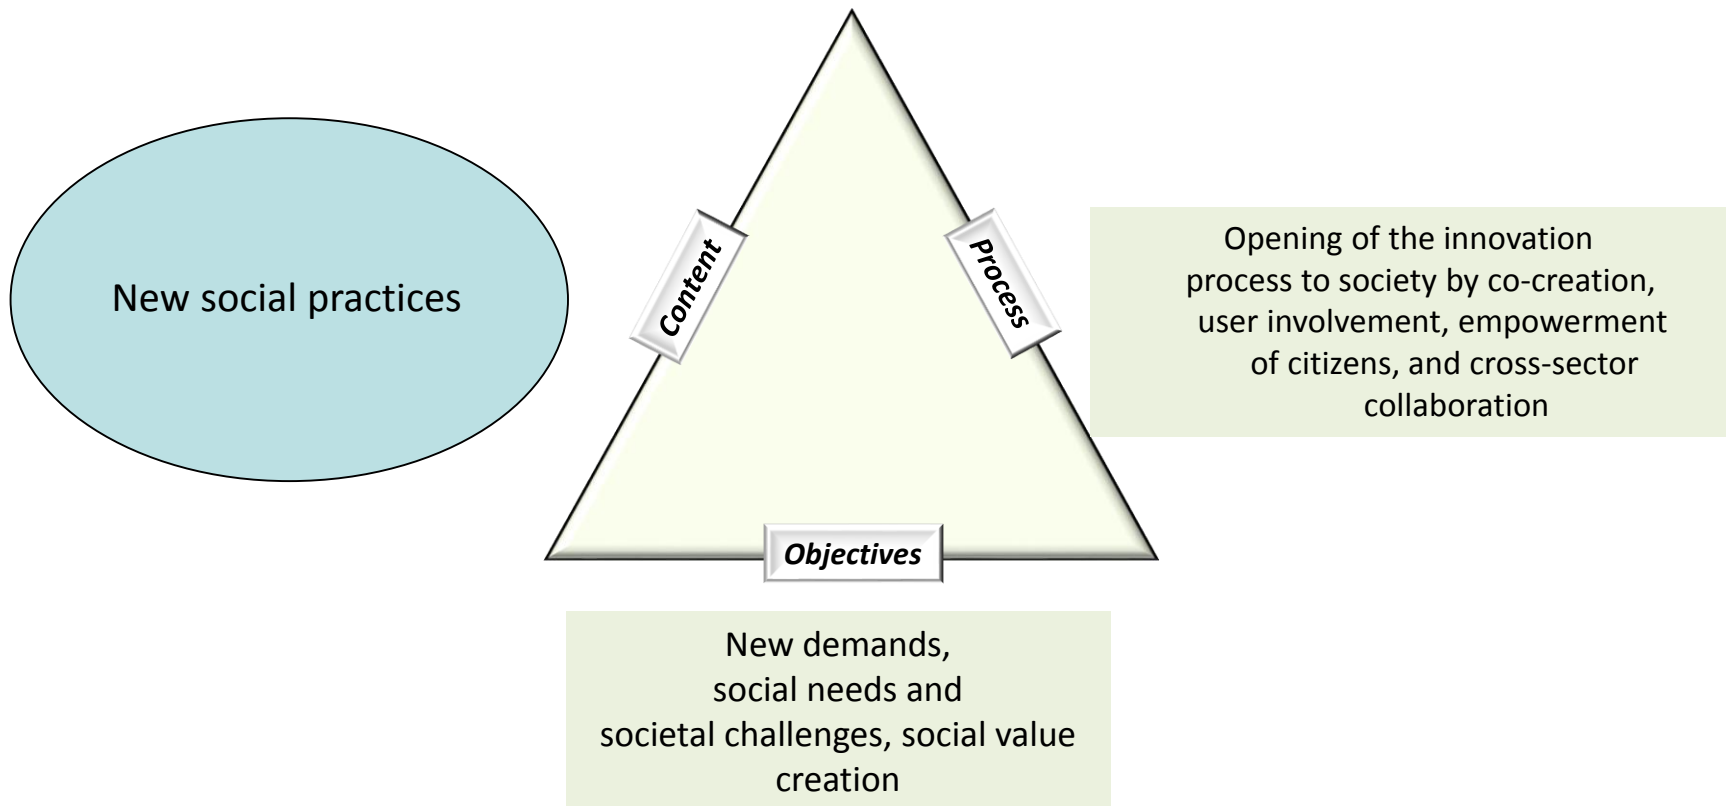 New social practices
Content
Process
Opening of the innovation
process to society by co-creation,
user involvement, empowerment
of citizens, and cross-sector
collaboration
Objectives
New demands,
social needs and
societal challenges, social value
creation